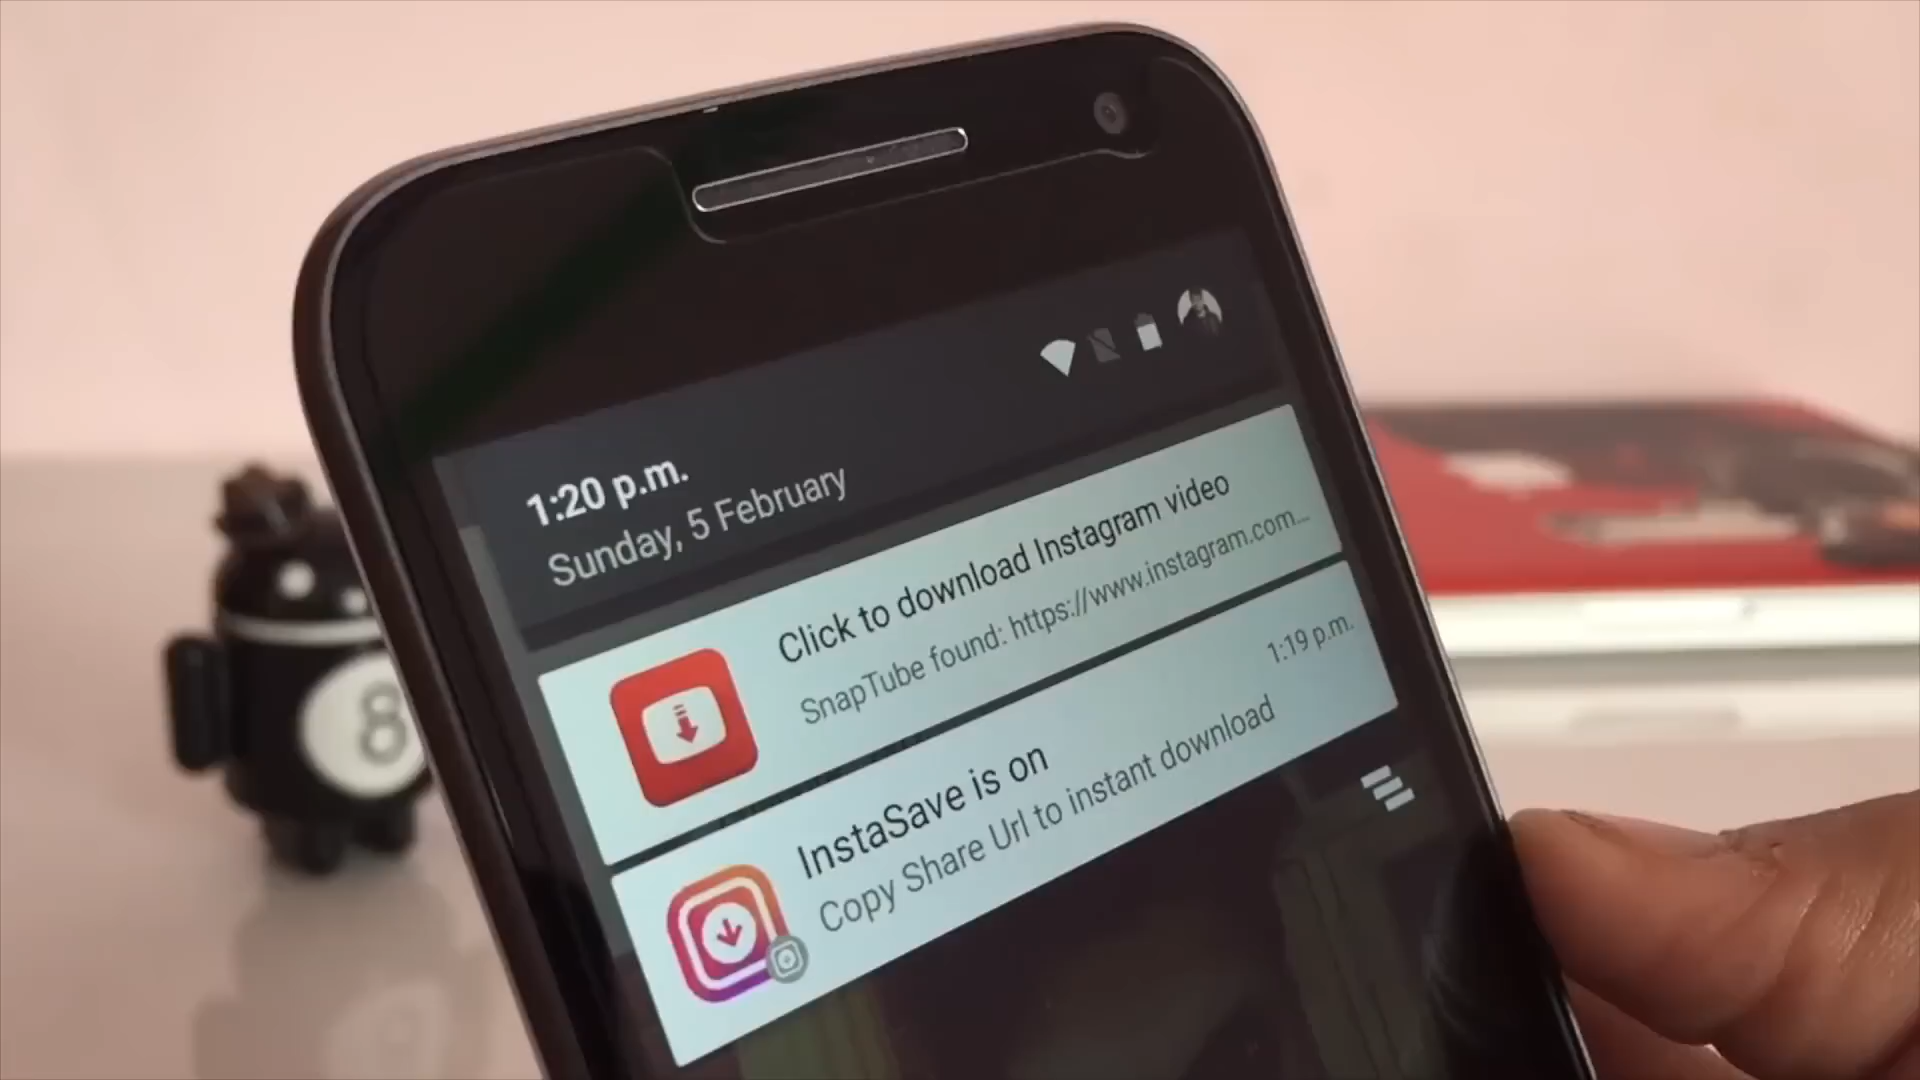 1:20 p.m.
Sunday, 5 February
Click to download Instagram video
SnapTube found: https://www.instagram.com...
1:19 p.m.
InstaSave is on
Copy Share Url to instant download
8